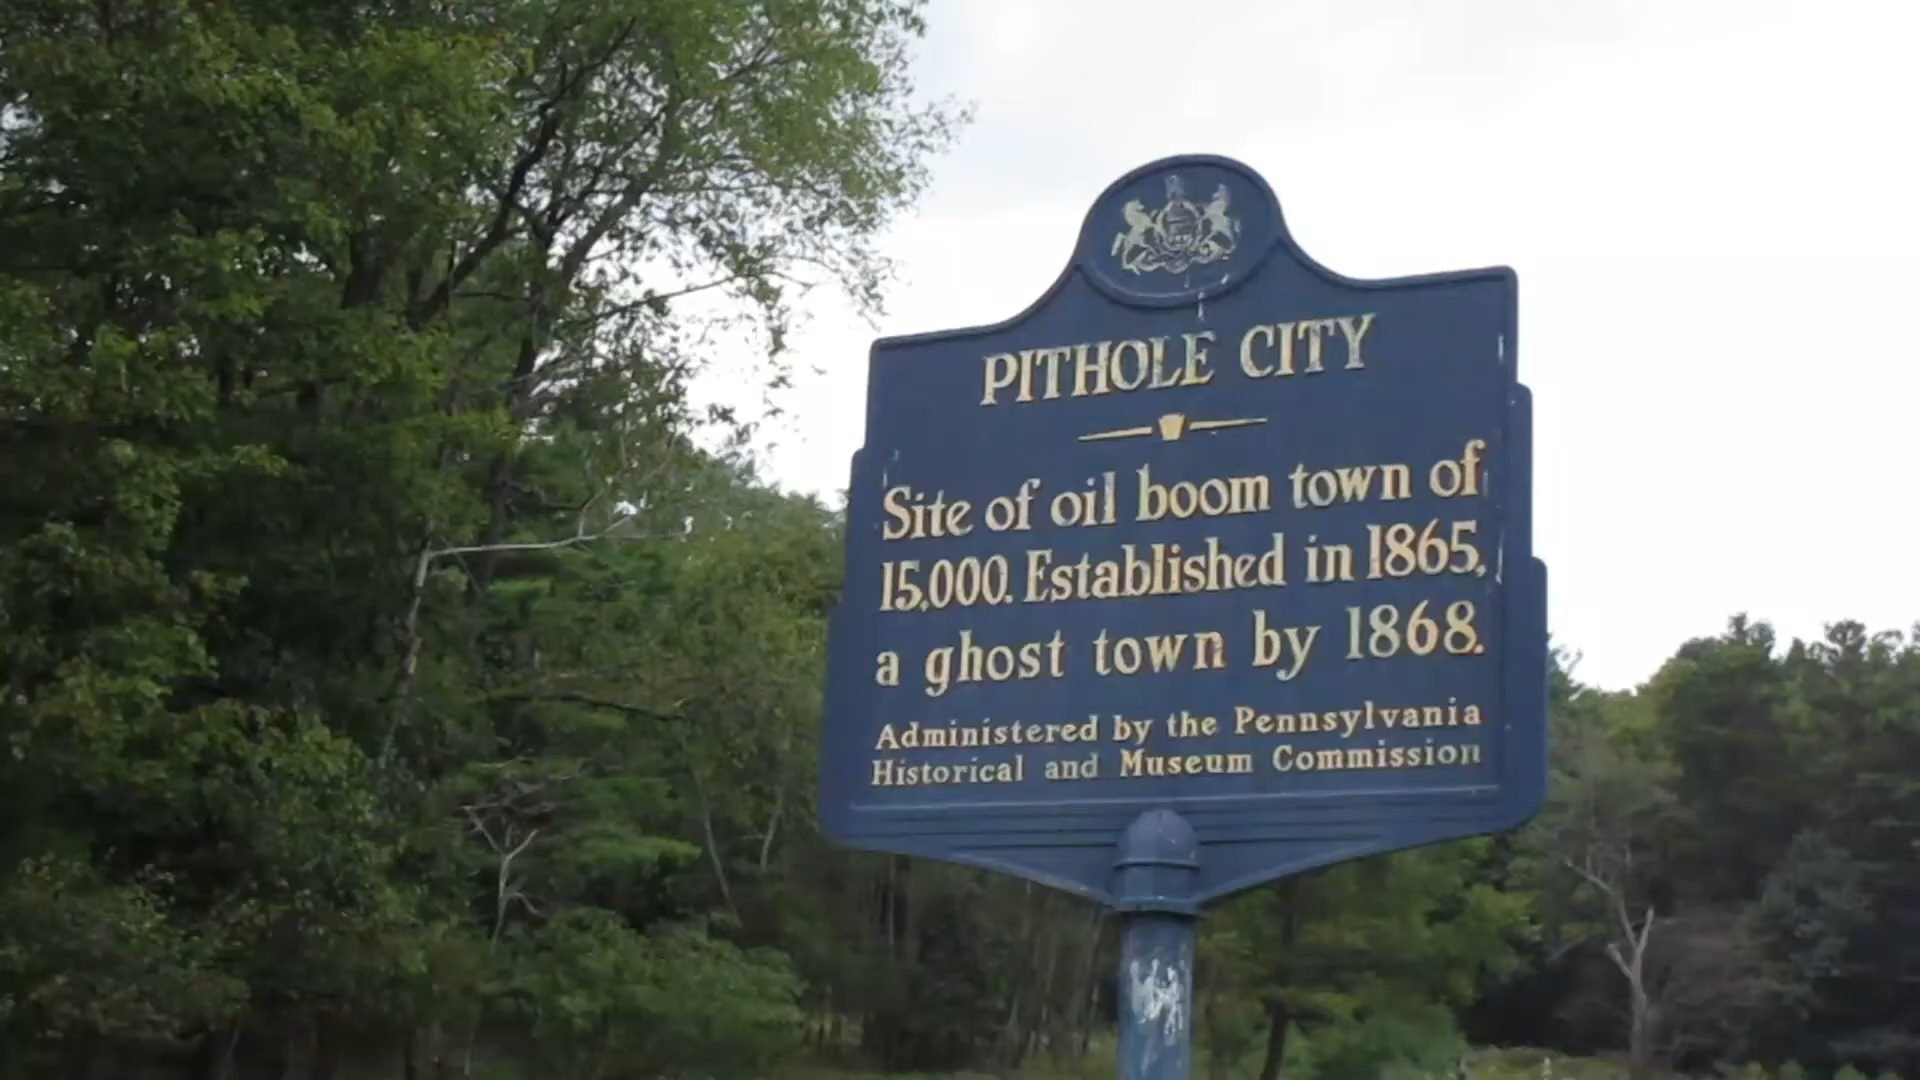 PITHOLE CITY
Site of oil boom town of
15,000. Established in 1865,
a ghost town by 1868.
Administered by the Pennsylvania
Historical and Museum Commission